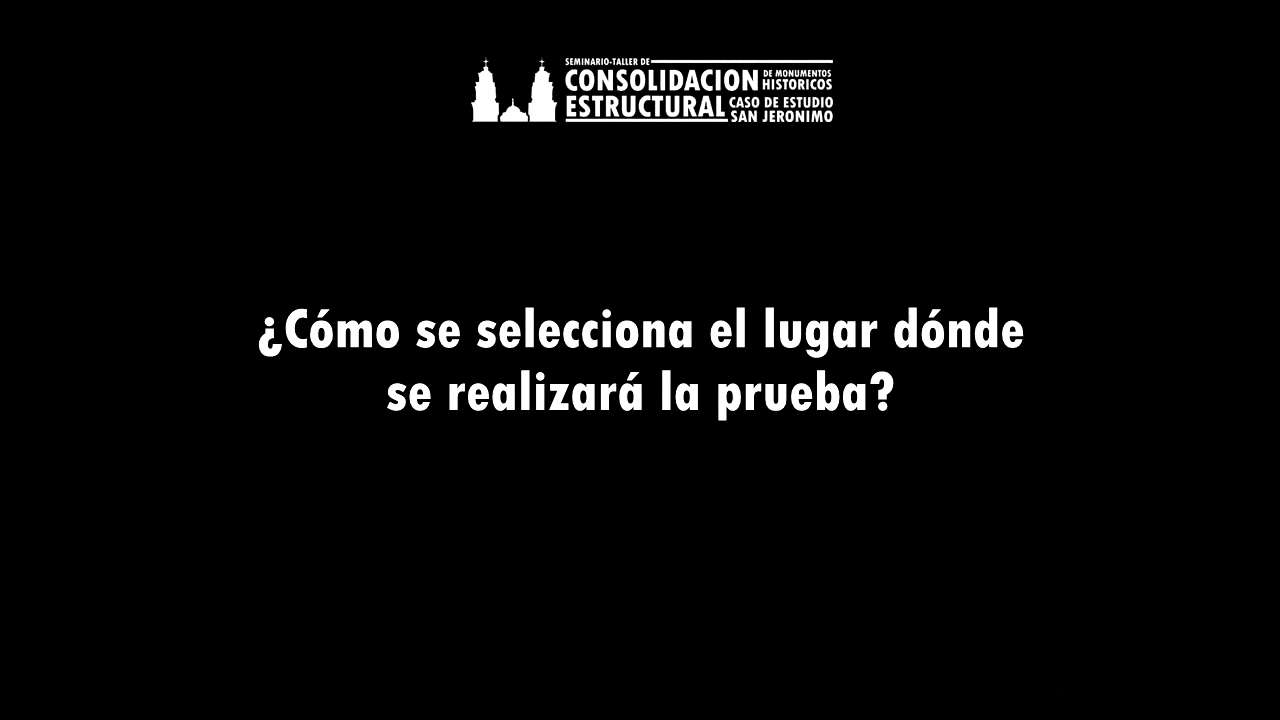 SEMINARIO-TALLER DE
CONSOLIDACION DE MONUMENTOS HISTORICOS
ESTRUCTURAL CASO DE ESTUDIO SAN JERONIMO
¿Cómo se selecciona el lugar dónde
se realizará la prueba?